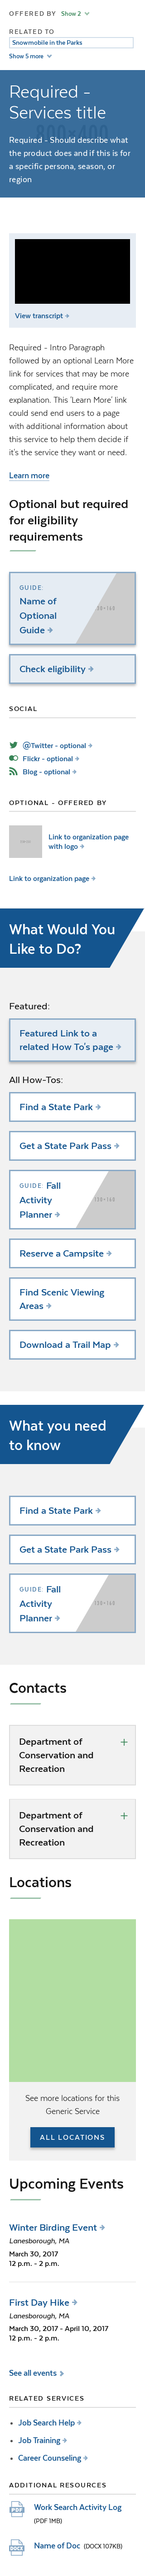 OFFERED BY Show 2
RELATED TO
Snowmobile in the Parks
Show 5 more
Required -
Services title
800×400
Required - Should describe what
the product does and if this is for
a specific persona, season, or
region
View transcript
Required - Intro Paragraph
followed by an optional Learn More
link for services that may be more
complicated, and require more
explanation. This 'Learn More' link
could send users to a page
with additional information about
this service to help them decide if
it's the service they want or need.
Learn more
Optional but required
for eligibility
requirements
GUIDE:
Name of
Optional
Guide
Check eligibility
SOCIAL
@Twitter - optional
Flickr - optional
Blog - optional
OPTIONAL - OFFERED BY
Link to organization page
with logo
Link to organization page
What Would You
Like to Do?
Featured:
Featured Link to a
related How To's page
All How-Tos:
Find a State Park
Get a State Park Pass
GUIDE: Fall
Activity
Planner
Reserve a Campsite
Find Scenic Viewing
Areas
Download a Trail Map
What you need
to know
Find a State Park
Get a State Park Pass
GUIDE: Fall
Activity
Planner
Contacts
Department of
Conservation and
Recreation
Department of
Conservation and
Recreation
Locations
See more locations for this
Generic Service
ALL LOCATIONS
Upcoming Events
Winter Birding Event
Lanesborough, MA
March 30, 2017
12 p.m. - 2 p.m.
First Day Hike
Lanesborough, MA
March 30, 2017 - April 10, 2017
12 p.m. - 2 p.m.
See all events
RELATED SERVICES
Job Search Help
Job Training
Career Counseling
ADDITIONAL RESOURCES
PDF Work Search Activity Log
(PDF 1MB)
DOCX Name of Doc (DOCX 107KB)